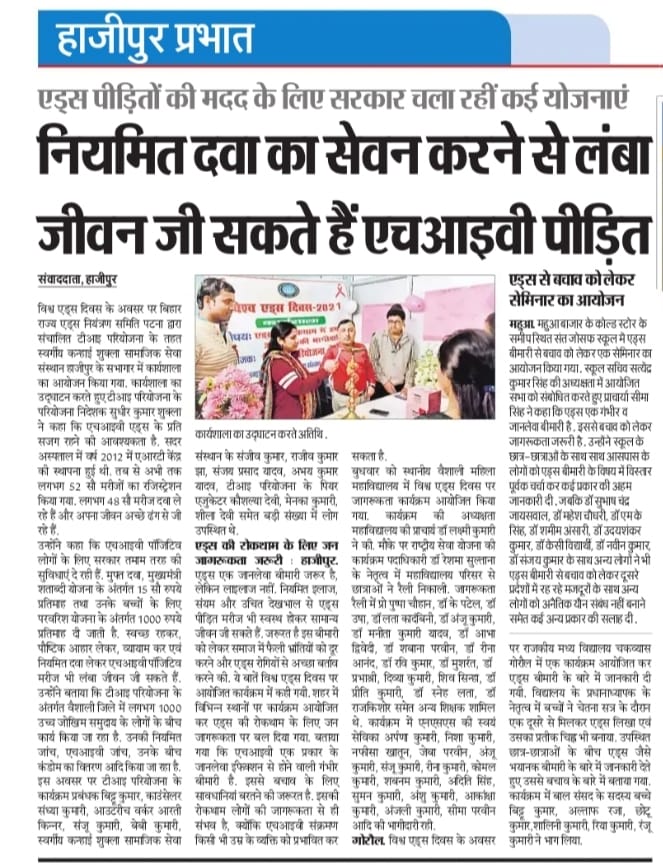 हाजीपुर प्रभात
एड्स पीड़ितों की मदद के लिए सरकार चला रहीं कई योजनाएं
नियमित दवा का सेवन करने से लंबा
जीवन जी सकते हैं एचआइवी पीड़ित
संवाददाता, हाजीपुर
विश्व एड्स दिवस के अवसर पर बिहार
राज्य एड्स नियंत्रण समिति पटना द्वारा
संचालित टीआइ परियोजना के तहत
स्वर्गीय कन्हाई शुक्ला सामाजिक सेवा
संस्थान हाजीपुर के सभागार में कार्यशाला
का आयोजन किया गया. कार्यशाला का
उद्घाटन करते हुए.टीआइ परियोजना के
परियोजना निदेशक सुधीर कुमार शुक्ला
ने कहा कि एचआइवी एड्स के प्रति
सजग रहने की आवश्यकता है. सदर
अस्पताल में वर्ष 2012 में एआरटी केंद्र
की स्थापना हुई थी. तब से अभी तक
लगभग 52 सौ मरीजों का रजिस्ट्रेशन
किया गया. लगभग 48 सौ मरीज दवा ले
रहे हैं और अपना जीवन अच्छे ढंग से जी
रहे हैं.
उन्होंने कहा कि एचआइवी पॉजिटिव
लोगों के लिए सरकार तमाम तरह की
सुविधाएं दे रही हैं. मुफ्त दवा, मुख्यमंत्री
शताब्दी योजना के अंतर्गत 15 सौ रुपये
प्रतिमाह तथा उनके बच्चों के लिए
परवरिश योजना के अंतर्गत 1000 रुपये
प्रतिमाह दी जाती है. स्वच्छ रहकर,
पौष्टिक आहार लेकर, व्यायाम कर एवं
नियमित दवा लेकर एचआइवी पॉजिटिव
मरीज भी लंबा जीवन जी सकते हैं.
उन्होंने बताया कि टीआइ परियोजना के
अंतर्गत वैशाली जिले में लगभग 1000
उच्च जोखिम समुदाय के लोगों के बीच
कार्य किया जा रहा है. उनकी नियमित
जांच, एचआइवी जांच, उनके बीच
कंडोम का वितरण आदि किया जा रहा है.
इस अवसर पर टीआइ परियोजना के
कार्यक्रम प्रबंधक बिट्टू कुमार, काउंसेलर
संध्या कुमारी, आउटरीच वर्कर आरती
किन्नर, संजू कुमारी, बेबी कुमारी,
स्वर्गीय कन्हाई शुक्ला सामाजिक सेवा
विश्व एड्स दिवस-2021
कार्यशाला का उद्घाटन करते अतिथि .
संस्थान के संजीव कुमार, राजीव कुमार
झा, संजय प्रसाद यादव, अभय कुमार
यादव, टीआइ परियोजना के पियर
एजुकेटर कौशल्या देवी, मेनका कुमारी,
शीला देवी समेत बड़ी संख्या में लोग
उपस्थित थे.
एड्स की रोकथाम के लिए जन
जागरूकता जरूरी : हाजीपुर.
एड्स एक जानलेवा बीमारी जरूर है,
लेकिन लाइलाज नहीं. नियमित इलाज,
संयम और उचित देखभाल से एड्स
पीड़ित मरीज भी स्वस्थ होकर सामान्य
जीवन जी सकते हैं. जरूरत है इस बीमारी
को लेकर समाज में फैली भ्रांतियों को दूर
करने और एड्स रोगियों से अच्छा बर्ताव
करने की. ये बातें विश्व एड्स दिवस पर
आयोजित कार्यक्रम में कही गयी. शहर में
विभिन्न स्थानों पर कार्यक्रम आयोजित
कर एड्स की रोकथाम के लिए जन
जागरूकता पर बल दिया गया. बताया
गया कि एचआइवी एक प्रकार के
जानलेवा इंफेक्शन से होने वाली गंभीर
बीमारी है. इससे बचाव के लिए
सावधानियां बरतने की जरूरत है. इसकी
रोकथाम लोगों की जागरूकता से ही
संभव है, क्योंकि एचआइवी संक्रमण
किसी भी उम्र के व्यक्ति को प्रभावित कर
सकता है.
बुधवार को स्थानीय वैशाली महिला
महाविद्यालय में विश्व एड्स दिवस पर
जागरूकता कार्यक्रम आयोजित किया
गया. कार्यक्रम की अध्यक्षता
महाविद्यालय की प्राचार्य डॉ लक्ष्मी कुमारी
ने की. मौके पर राष्ट्रीय सेवा योजना की
कार्यक्रम पदाधिकारी डॉ रेशमा सुल्ताना
के नेतृत्व में महाविद्यालय परिसर से
छात्राओं ने रैली निकाली. जागरूकता
रैली में प्रो पुष्पा चौहान, डॉ के पटेल, डॉ
उषा, डॉ लता कादंबिनी, डॉ अंजू कुमारी,
डॉ मनीता कुमारी यादव, डॉ आभा
द्विवेदी, डॉ शबाना परवीन, डॉ रीना
आनंद, डॉ रवि कुमार, डॉ मुशर्रत, डॉ
प्रभाश्री, दिव्या कुमारी, शिव सिन्हा, डॉ
प्रीति कुमारी, डॉ स्नेह लता, डॉ
राजकिशोर समेत अन्य शिक्षक शामिल
थे. कार्यक्रम में एनएसएस की स्वयं
सेविका अर्पणा कुमारी, निशा कुमारी,
नफीसा खातून, जेबा परवीन, अंजू
कुमारी, संजू कुमारी, रीना कुमारी, कोमल
कुमारी, शबनम कुमारी, अदिति सिंह,
सुमन कुमारी, अंशु कुमारी, आकांक्षा
कुमारी, अंजली कुमारी, सीमा परवीन
आदि की भागीदारी रही.
गोरौल. विश्व एड्स दिवस के अवसर
एड्स से बचाव को लेकर
सेमिनार का आयोजन
महुआ. महुआ बाजार के कोल्ड स्टोर के
समीप स्थित संत जोसफ स्कूल में एड्स
बीमारी से बचाव को लेकर एक सेमिनार का
आयोजन किया गया. स्कूल सचिव सत्येंद्र
कुमार सिंह की अध्यक्षता में आयोजित
सभा को संबोधित करते हुए प्राचार्या सीमा
सिंह ने कहा कि एड्स एक गंभीर व
जानलेवा बीमारी है. इससे बचाव को लेकर
जागरूकता जरूरी है. उन्होंने स्कूल के
छात्र-छात्राओं के साथ साथ आसपास के
लोगों को एड्स बीमारी के विषय में विस्तार
पूर्वक चर्चा कर कई प्रकार की अहम
जानकारी दी. जबकि डॉ सुभाष चंद्र
जायसवाल, डॉ महेश चौधरी, डॉ एम के
सिंह, डॉ शमीम अंसारी, डॉ उदयशंकर
कुमार, डॉ केसी विद्यार्थी, डॉ नवीन कुमार,
डॉ संजय कुमार के साथ अन्य लोगों ने भी
एड्स बीमारी से बचाव को लेकर दूसरे
प्रदेशों में रह रहे मजदूरों के साथ अन्य
लोगों को अनैतिक यौन संबंध नहीं बनाने
समेत कई अन्य प्रकार की सलाह दी .
पर राजकीय मध्य विद्यालय चकव्यास
गोरौल में एक कार्यक्रम आयोजित कर
एड्स बीमारी के बारे में जानकारी दी
गयी. विद्यालय के प्रधानाध्यापक के
नेतृत्व में बच्चों ने चेतना सत्र के दौरान
एक दूसरे से मिलकर एड्स लिखा एवं
उसका प्रतीक चिह्न भी बनाया. उपस्थित
छात्र-छात्राओं के बीच एड्स जैसे
भयानक बीमारी के बारे में जानकारी देते
हुए उससे बचाव के बारे में बताया गया.
कार्यक्रम में बाल संसद के सदस्य बच्चे
बिट्टू कुमार, अल्ताफ रजा, छोटू
कुमार,शालिनी कुमारी, रिया कुमारी, रंजू
कुमारी ने भाग लिया.